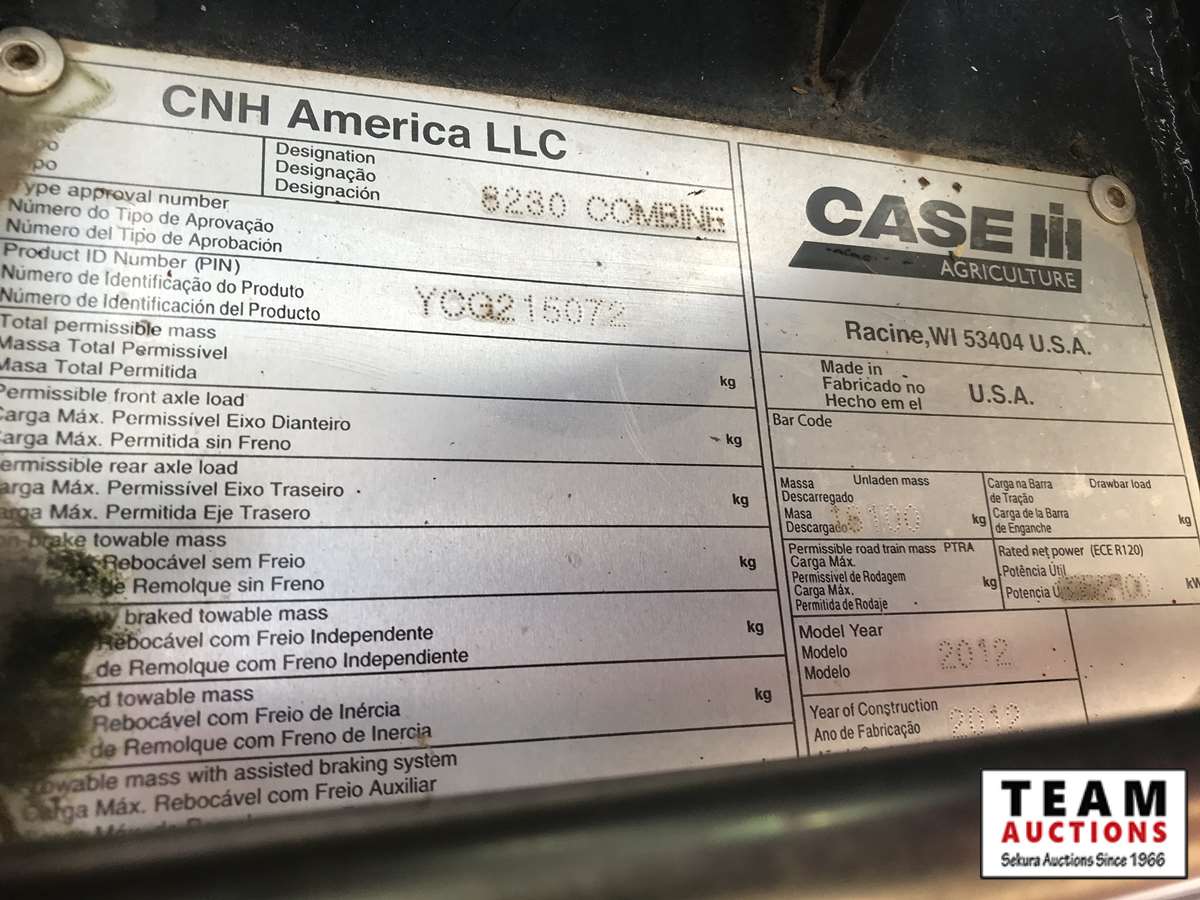 CNH America LLC
Designation
Designação
Designación
8230 COMBINE
Type approval number
Número do Tipo de Aprovação
Número del Tipo de Aprobación
Product ID Number (PIN)
Número de Identificação do Produto
Número de Identificación del Producto
YCG215072
Total permissible mass
Massa Total Permissível
Masa Total Permitida
kg
Permissible front axle load
Carga Máx. Permissível Eixo Dianteiro
Carga Máx. Permitida sin Freno
kg
Permissible rear axle load
Carga Máx. Permissível Eixo Traseiro
Carga Máx. Permitida Eje Trasero
kg
towable mass
Rebocável sem Freio
de Remolque sin Freno
kg
braked towable mass
Rebocável com Freio Independente
de Remolque com Freno Independiente
kg
towable mass
Rebocável com Freio de Inércia
de Remolque com Freno de Inercia
kg
towable mass with assisted braking system
Carga Máx. Rebocável com Freio Auxiliar
CASE IH
AGRICULTURE
Racine,WI 53404 U.S.A.
Made in
Fabricado no
Hecho em el
U.S.A.
Bar Code
Massa Unladen mass
Descarregado
Masa
Descargado
kg
Carga na Barra Drawbar load
de Tração
Carga de la Barra
de Enganche
kg
Permissible road train mass PTRA
Carga Máx.
Permissivel de Rodagem
Carga Máx.
Permitida de Rodaje
kg
Rated net power (ECE R120)
Potência Útil
Potencia
kW
Model Year
Modelo
Modelo
2012
Year of Construction
Ano de Fabricação
2012
TEAM
AUCTIONS
Sekura Auctions Since 1966